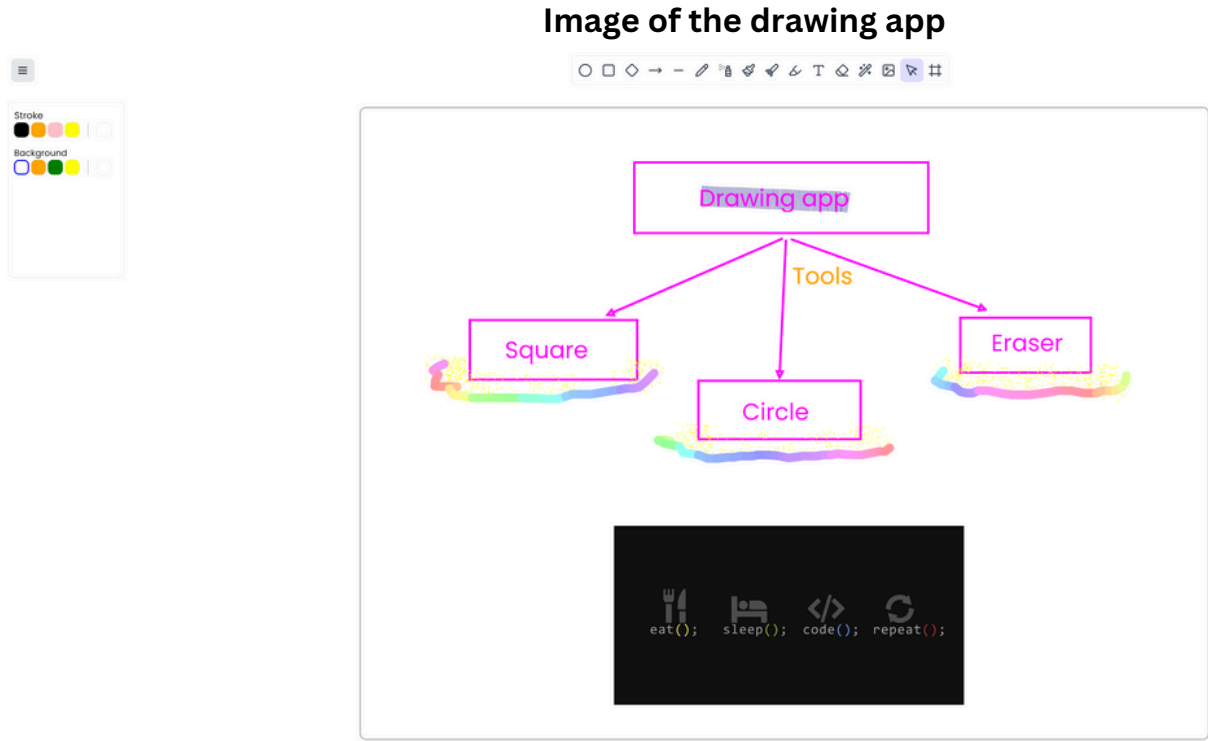 Image of the drawing app
Stroke
Background
Drawing app
Tools
Square
Eraser
Circle
eat(); sleep(); code(); repeat();